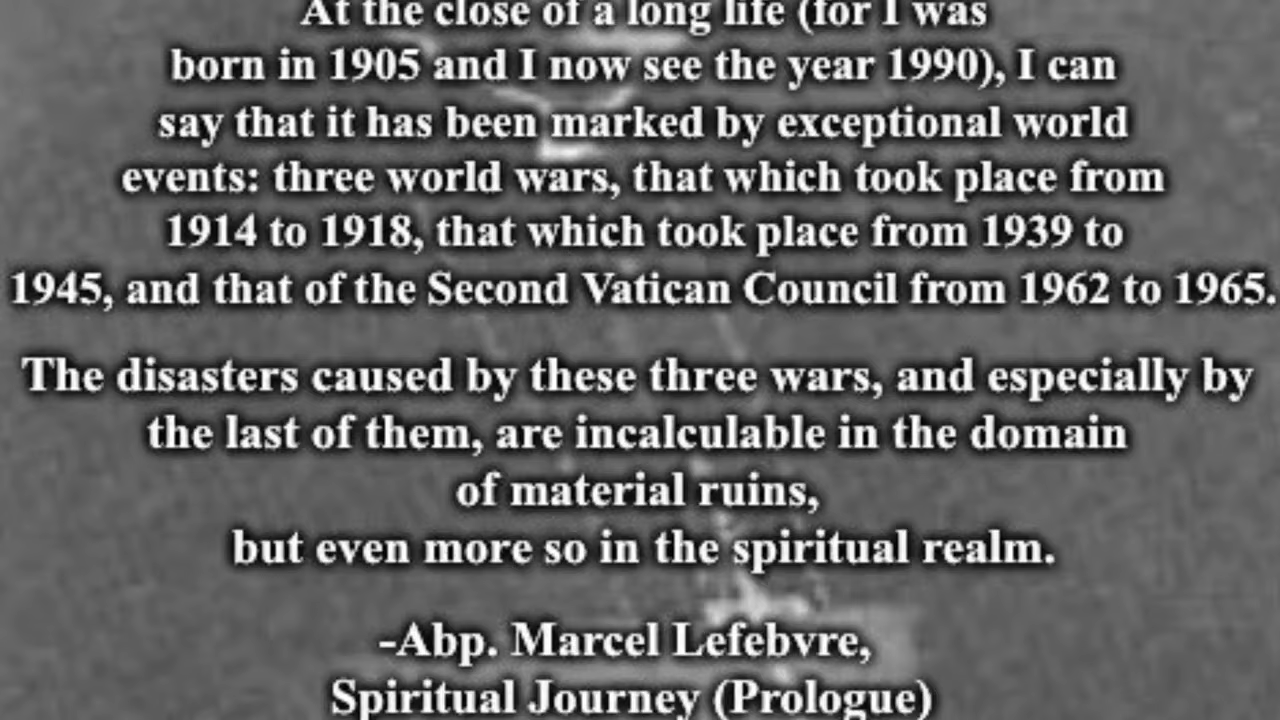 At the close of a long life (for I was
born in 1905 and I now see the year 1990), I can
say that it has been marked by exceptional world
events: three world wars, that which took place from
1914 to 1918, that which took place from 1939 to
1945, and that of the Second Vatican Council from 1962 to 1965.
The disasters caused by these three wars, and especially by
the last of them, are incalculable in the domain
of material ruins,
but even more so in the spiritual realm.
-Abp. Marcel Lefebvre,
Spiritual Journey (Prologue)